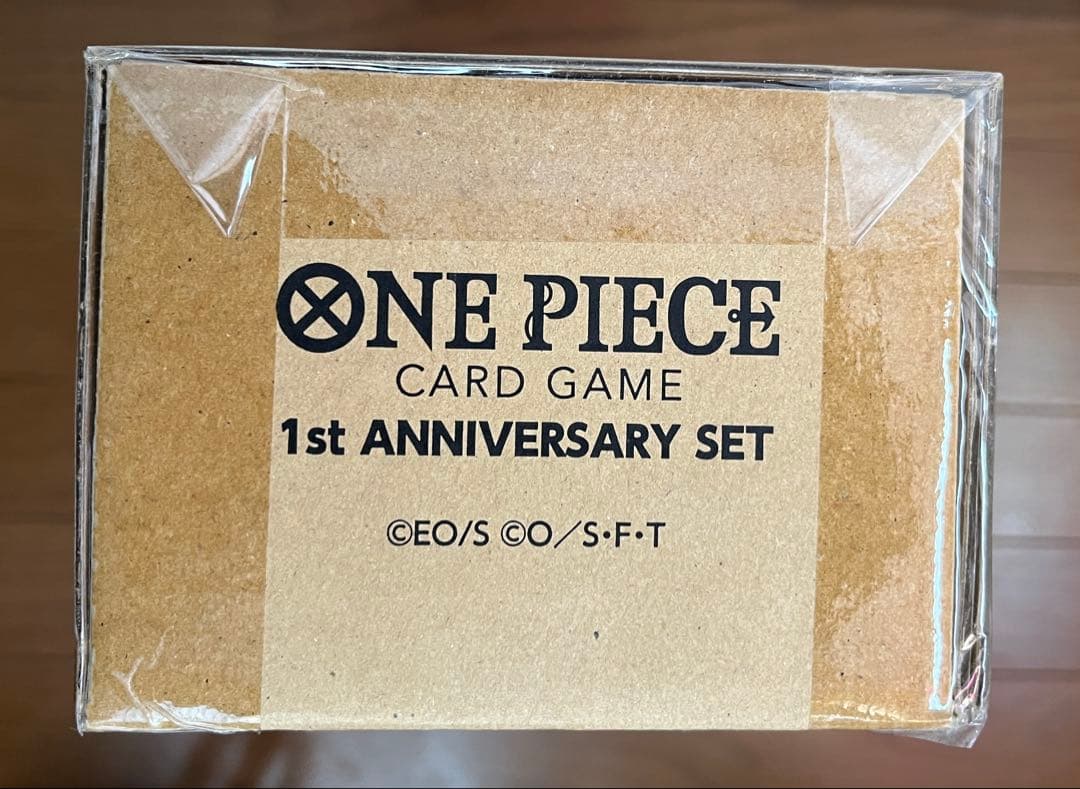 ONE PIECE
CARD GAME
1st ANNIVERSARY SET
©EO/S ©O/S・F・T